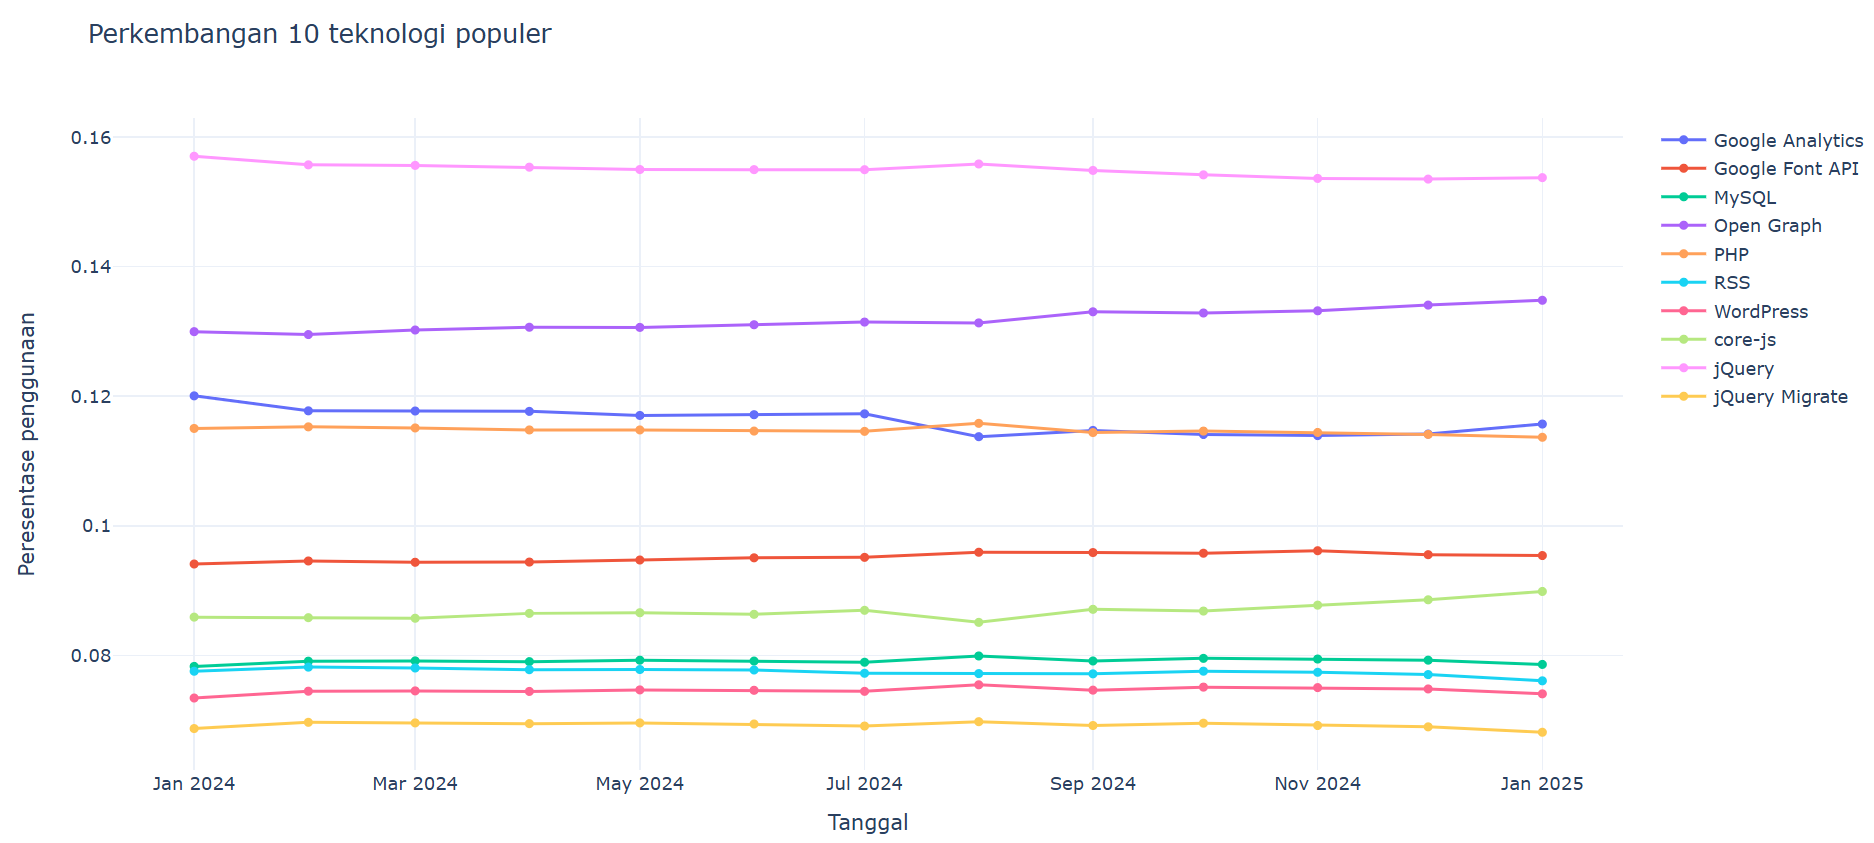 Perkembangan 10 teknologi populer
Peresentase penggunaan
0.16
0.14
0.12
0.1
0.08
Jan 2024
Mar 2024
May 2024
Jul 2024
Sep 2024
Nov 2024
Jan 2025
Tanggal
Google Analytics
Google Font API
MySQL
Open Graph
PHP
RSS
WordPress
core-js
jQuery
jQuery Migrate